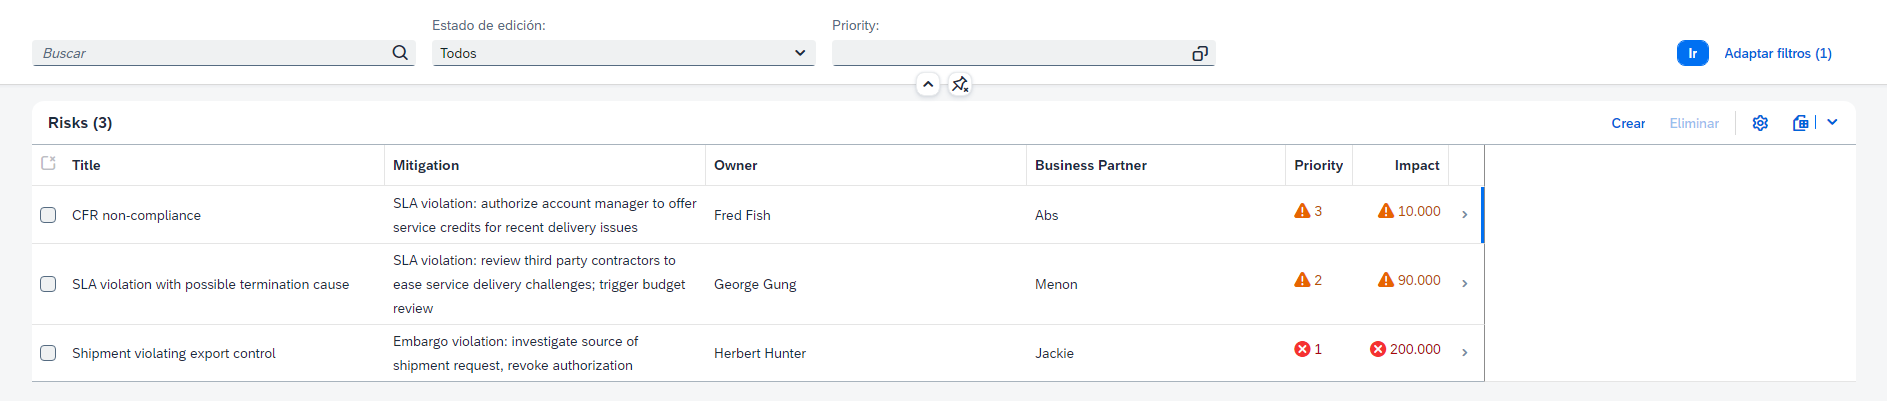 Estado de edición:
Priority:
Buscar
Todos
Ir
Adaptar filtros (1)
Risks (3)
Crear
Eliminar
Title
Mitigation
Owner
Business Partner
Priority
Impact
CFR non-compliance
SLA violation: authorize account manager to offer
service credits for recent delivery issues
Fred Fish
Abs
3
10.000
SLA violation with possible termination cause
SLA violation: review third party contractors to
ease service delivery challenges; trigger budget
review
George Gung
Menon
2
90.000
Shipment violating export control
Embargo violation: investigate source of
shipment request, revoke authorization
Herbert Hunter
Jackie
1
200.000